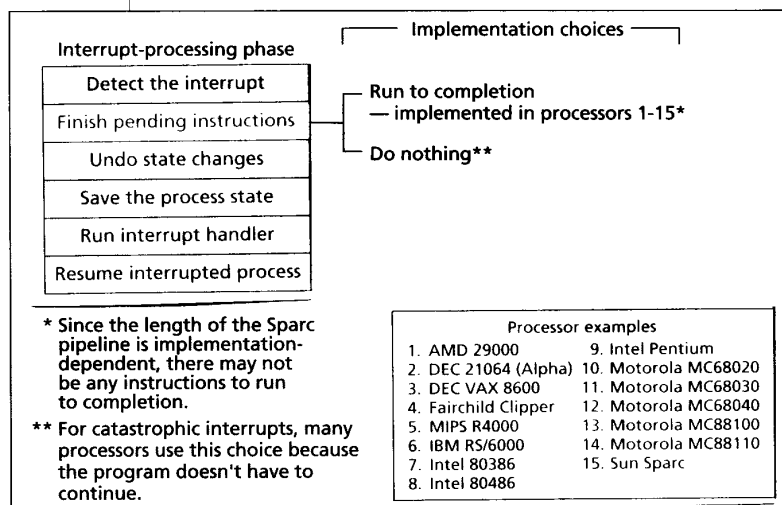 Implementation choices
Interrupt-processing phase
Detect the interrupt
Finish pending instructions
Undo state changes
Save the process state
Run interrupt handler
Resume interrupted process
Run to completion
— implemented in processors 1-15*
Do nothing**
* Since the length of the Sparc
pipeline is implementation-
dependent, there may not
be any instructions to run
to completion.
** For catastrophic interrupts, many
processors use this choice because
the program doesn't have to
continue.
Processor examples
1. AMD 29000
2. DEC 21064 (Alpha)
3. DEC VAX 8600
4. Fairchild Clipper
5. MIPS R4000
6. IBM RS/6000
7. Intel 80386
8. Intel 80486
9. Intel Pentium
10. Motorola MC68020
11. Motorola MC68030
12. Motorola MC68040
13. Motorola MC88100
14. Motorola MC88110
15. Sun Sparc